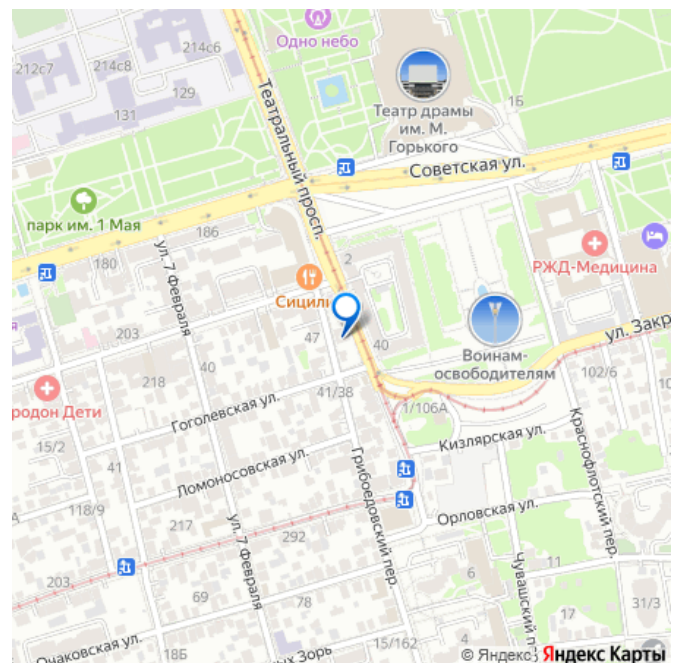 Одно небо
214с6
212с7
214с8
129
131
Театр драмы
им. М.
Горького
16
Театральный просп.
Советская ул.
парк им. 1 Мая
186
180
ул. 7 Февраля
2
РЖД-Медицина
203
47
40
Воинам-
освободителям
218
40
102/6
41/38
1/106А
Гоголевская ул.
15/2
41
Кизлярская ул.
Краснофлотский пер.
Ломоносовская ул.
Грибоедовский пер.
118/9
217
ул. 7 Февраля
292
Орловская ул.
203
69
78
6
11
Чувашский
17
31/3
Очаковская ул.
18Б
15/162
4
Зорь
© Яндекс
Яндекс Карты